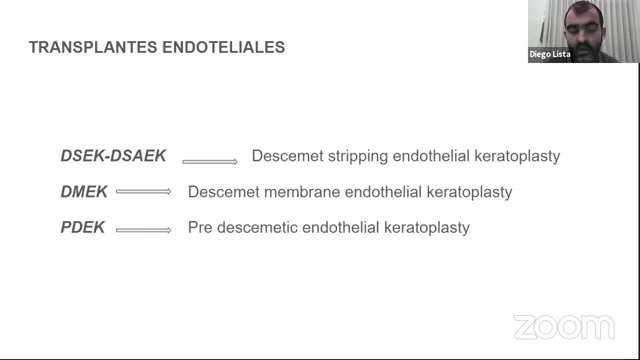 TRANSPLANTES ENDOTELIALES
Diego Lista
DSEK-DSAEK Descemet stripping endothelial keratoplasty
DMEK Descemet membrane endothelial keratoplasty
PDEK Pre descemetic endothelial keratoplasty
zoom